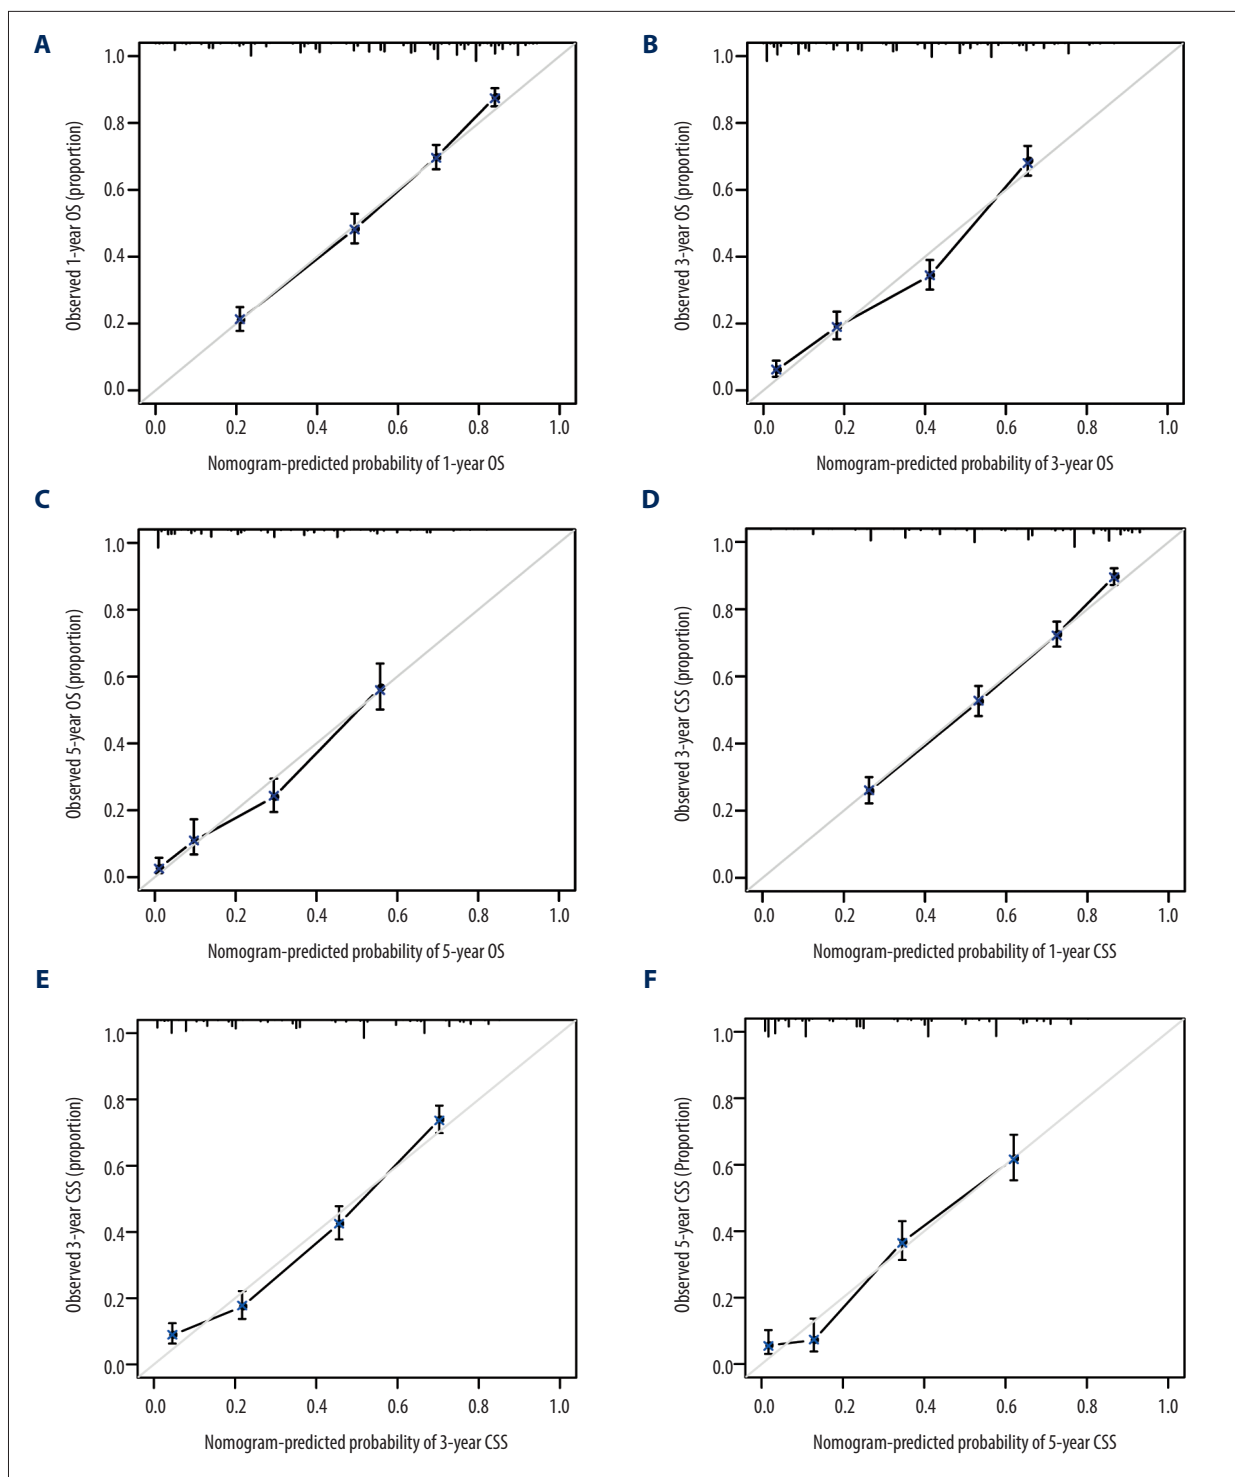 A
B
1.0
0.8
0.6
0.4
0.2
0.0
Observed 1-year OS (proportion)
0.0 0.2 0.4 0.6 0.8 1.0
Nomogram-predicted probability of 1-year OS
1.0
0.8
0.6
0.4
0.2
0.0
Observed 3-year OS (proportion)
0.0 0.2 0.4 0.6 0.8 1.0
Nomogram-predicted probability of 3-year OS
C
D
1.0
0.8
0.6
0.4
0.2
0.0
Observed 5-year OS (proportion)
0.0 0.2 0.4 0.6 0.8 1.0
Nomogram-predicted probability of 5-year OS
1.0
0.8
0.6
0.4
0.2
0.0
Observed 3-year CSS (proportion)
0.0 0.2 0.4 0.6 0.8 1.0
Nomogram-predicted probability of 1-year CSS
E
F
1.0
0.8
0.6
0.4
0.2
0.0
Observed 3-year CSS (proportion)
0.0 0.2 0.4 0.6 0.8 1.0
Nomogram-predicted probability of 3-year CSS
1.0
0.8
0.6
0.4
0.2
0.0
Observed 5-year CSS (Proportion)
0.0 0.2 0.4 0.6 0.8 1.0
Nomogram-predicted probability of 5-year CSS